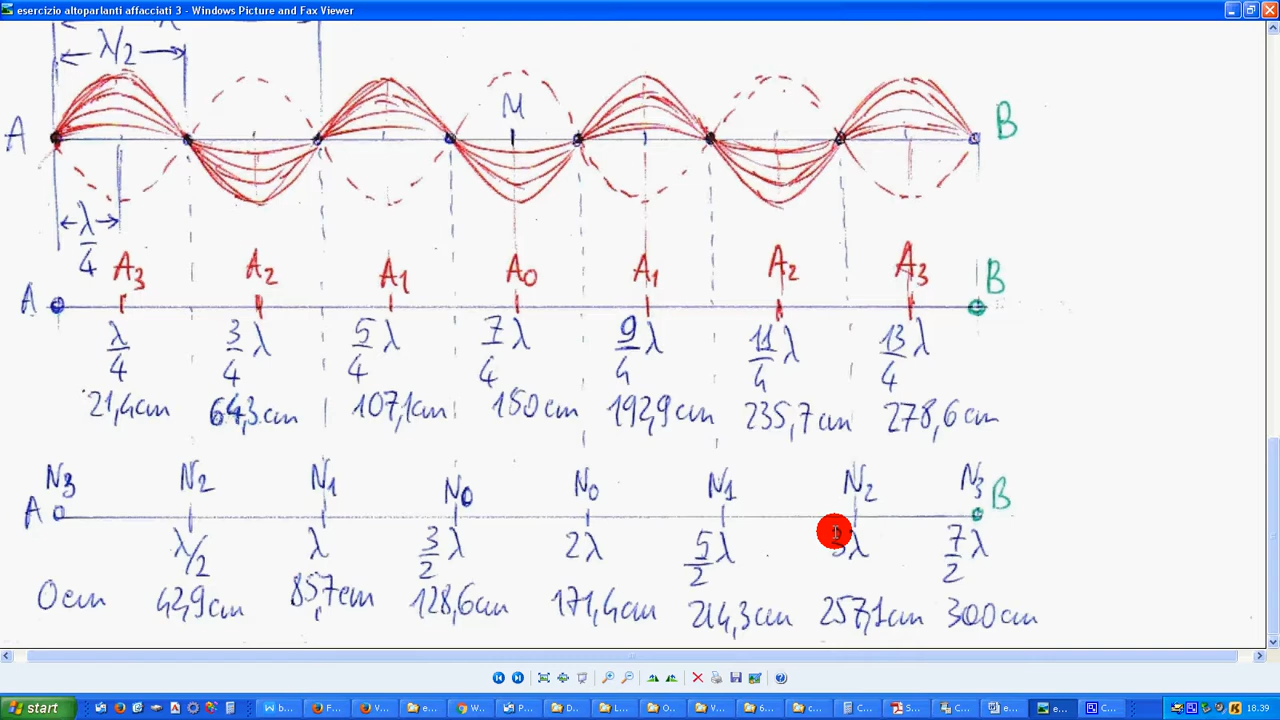 esercizio altoparlanti affacciati 3 - Windows Picture and Fax Viewer
λ/2
A M B
λ/4
A3 A2 A1 A0 A1 A2 A3
A B
λ/4 3/4 λ 5/4 λ 7/4 λ 9/4 λ 11/4 λ 13/4 λ
21,4cm 64,3cm 107,1cm 150cm 192,9cm 235,7cm 278,6cm
N3 N2 N1 N0 N0 N1 N2 N3
A B
λ/2 λ 3/2 λ 2λ 5/2 λ 3λ 7/2 λ
0cm 42,9cm 85,7cm 128,6cm 171,4cm 214,3cm 257,1cm 300cm
start b... F... V... e... W... P... D... L... O... V... 6... c... C... S... C... e... e... C... 18.39